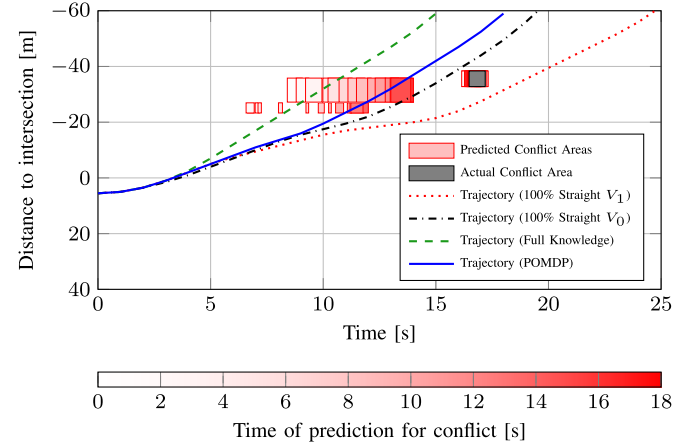 −60
−40
−20
0
20
40
Distance to intersection [m]
0
5
10
15
20
25
Time [s]
Predicted Conflict Areas
Actual Conflict Area
Trajectory (100% Straight V1)
Trajectory (100% Straight V0)
Trajectory (Full Knowledge)
Trajectory (POMDP)
0 2 4 6 8 10 12 14 16 18
Time of prediction for conflict [s]